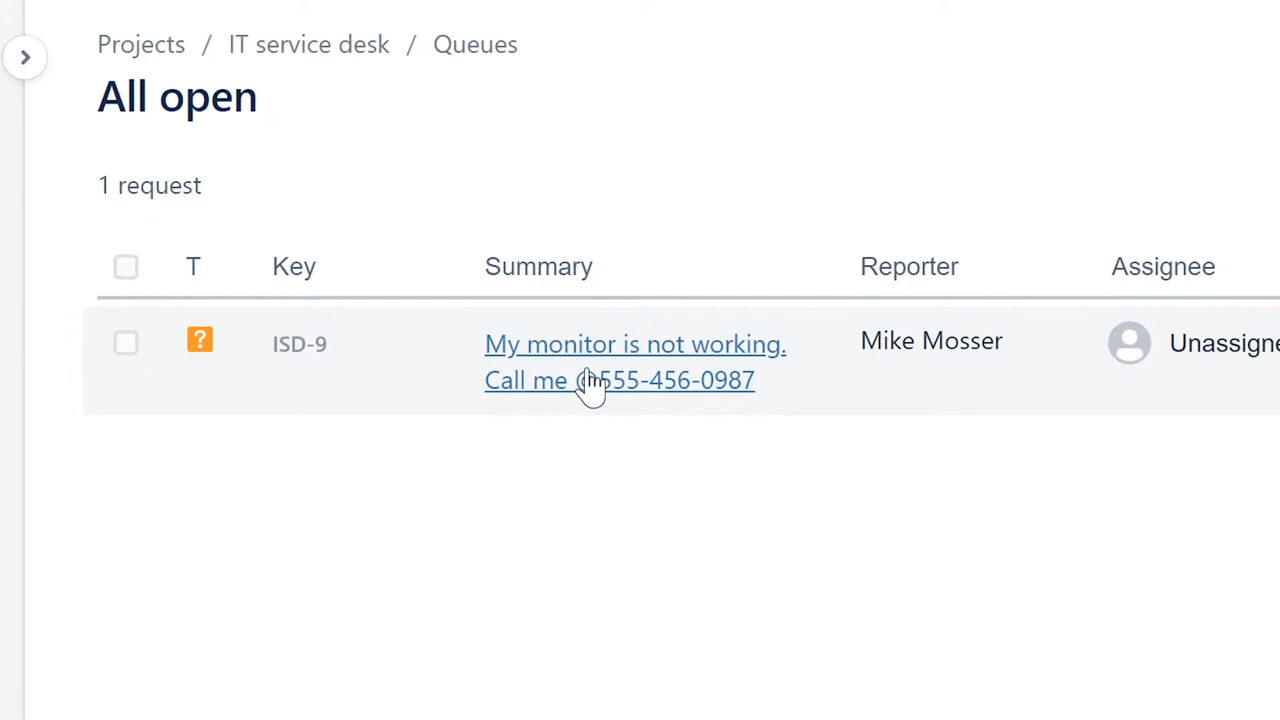 Projects / IT service desk / Queues
All open
1 request
T Key Summary Reporter Assignee
? ISD-9 My monitor is not working. Mike Mosser
Call me @555-456-0987